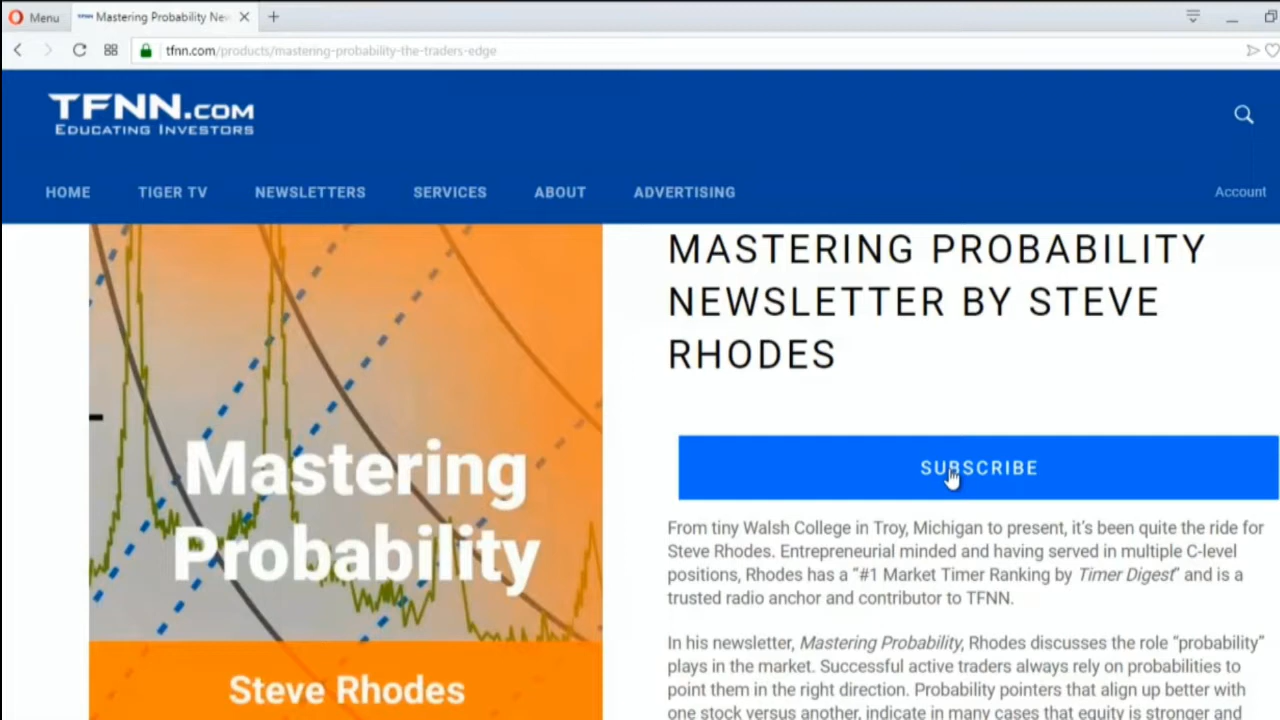 Menu
Mastering Probability New
tfnn.com/products/mastering-probability-the-traders-edge
TFNN.COM
EDUCATING INVESTORS
HOME TIGER TV NEWSLETTERS SERVICES ABOUT ADVERTISING Account
MASTERING PROBABILITY
NEWSLETTER BY STEVE
RHODES
Mastering
Probability
Steve Rhodes
SUBSCRIBE
From tiny Walsh College in Troy, Michigan to present, it's been quite the ride for
Steve Rhodes. Entrepreneurial minded and having served in multiple C-level
positions, Rhodes has a “#1 Market Timer Ranking by Timer Digest” and is a
trusted radio anchor and contributor to TFNN.
In his newsletter, Mastering Probability, Rhodes discusses the role “probability”
plays in the market. Successful active traders always rely on probabilities to
point them in the right direction. Probability pointers that align up better with
one stock versus another, indicate in many cases that equity is stronger and